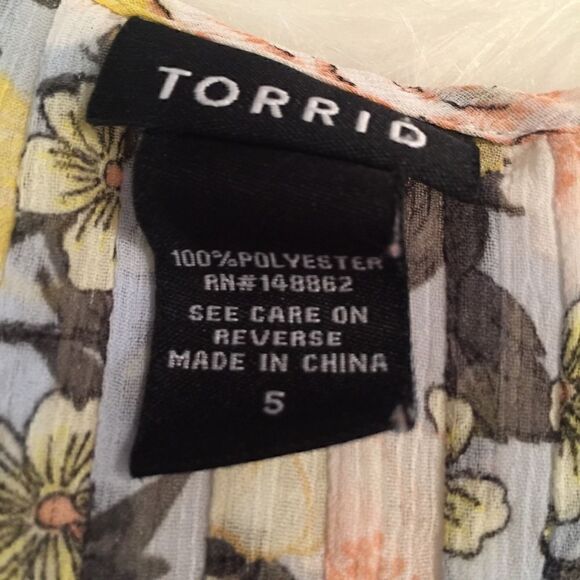 TORRID
100%POLYESTER
RN#148862
SEE CARE ON
REVERSE
MADE IN CHINA
5